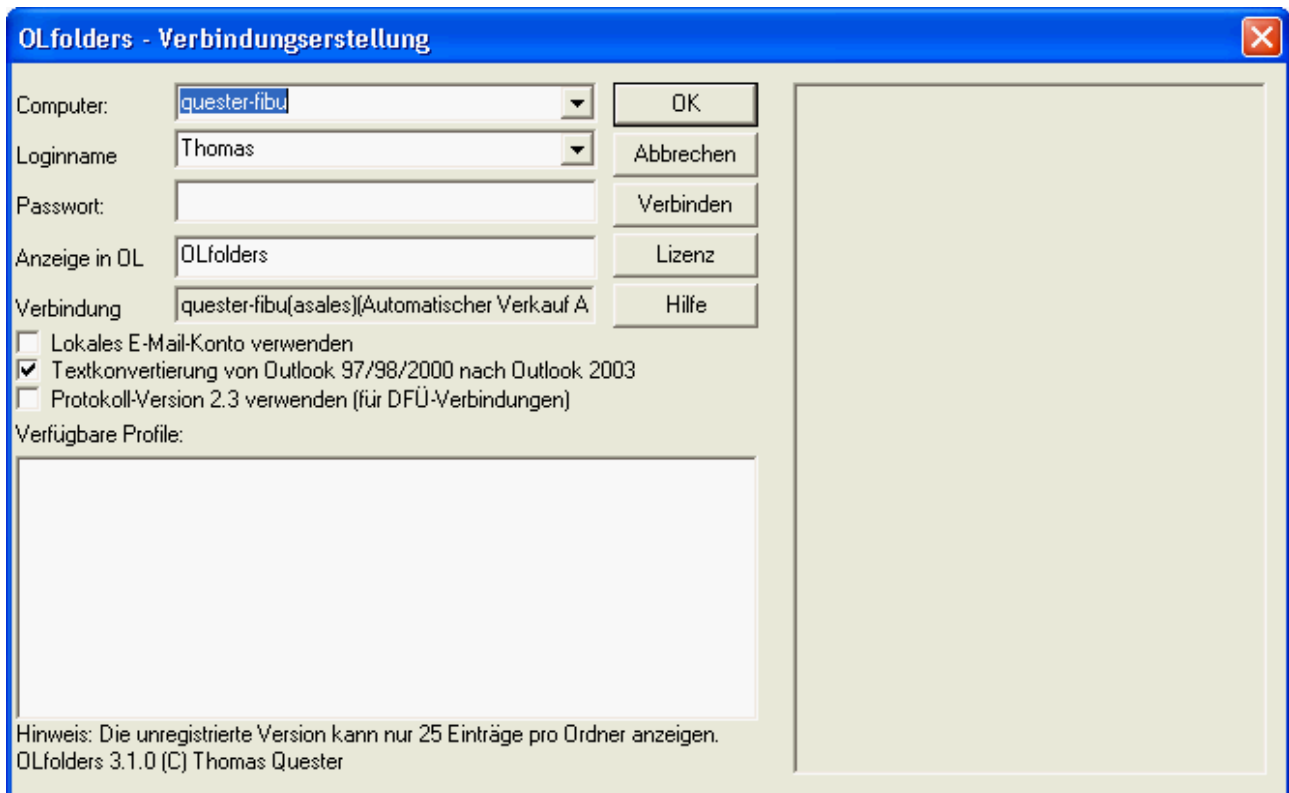 OLfolders - Verbindungserstellung
Computer: quester-fibu OK
Loginname Thomas Abbrechen
Passwort: Verbinden
Anzeige in OL OLfolders Lizenz
Verbindung quester-fibu(asales)(Automatischer Verkauf A Hilfe
Lokales E-Mail-Konto verwenden
Textkonvertierung von Outlook 97/98/2000 nach Outlook 2003
Protokoll-Version 2.3 verwenden (für DFÜ-Verbindungen)
Verfügbare Profile:
Hinweis: Die unregistrierte Version kann nur 25 Einträge pro Ordner anzeigen.
OLfolders 3.1.0 (C) Thomas Quester